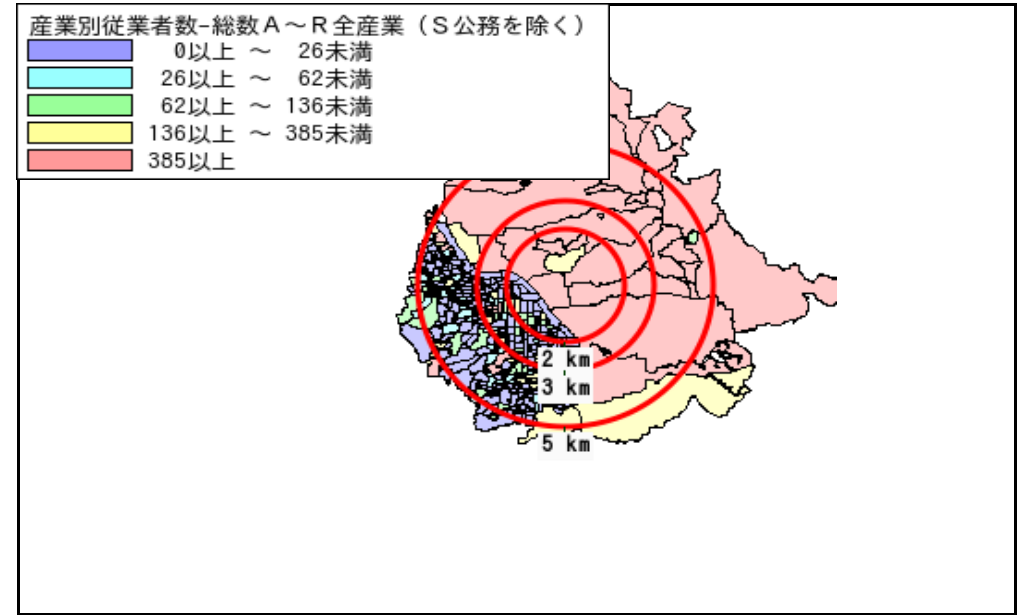 産業別従業者数−総数Ａ～Ｒ全産業（Ｓ公務を除く）
0以上 ～ 26未満
26以上 ～ 62未満
62以上 ～ 136未満
136以上 ～ 385未満
385以上
2 km
3 km
5 km